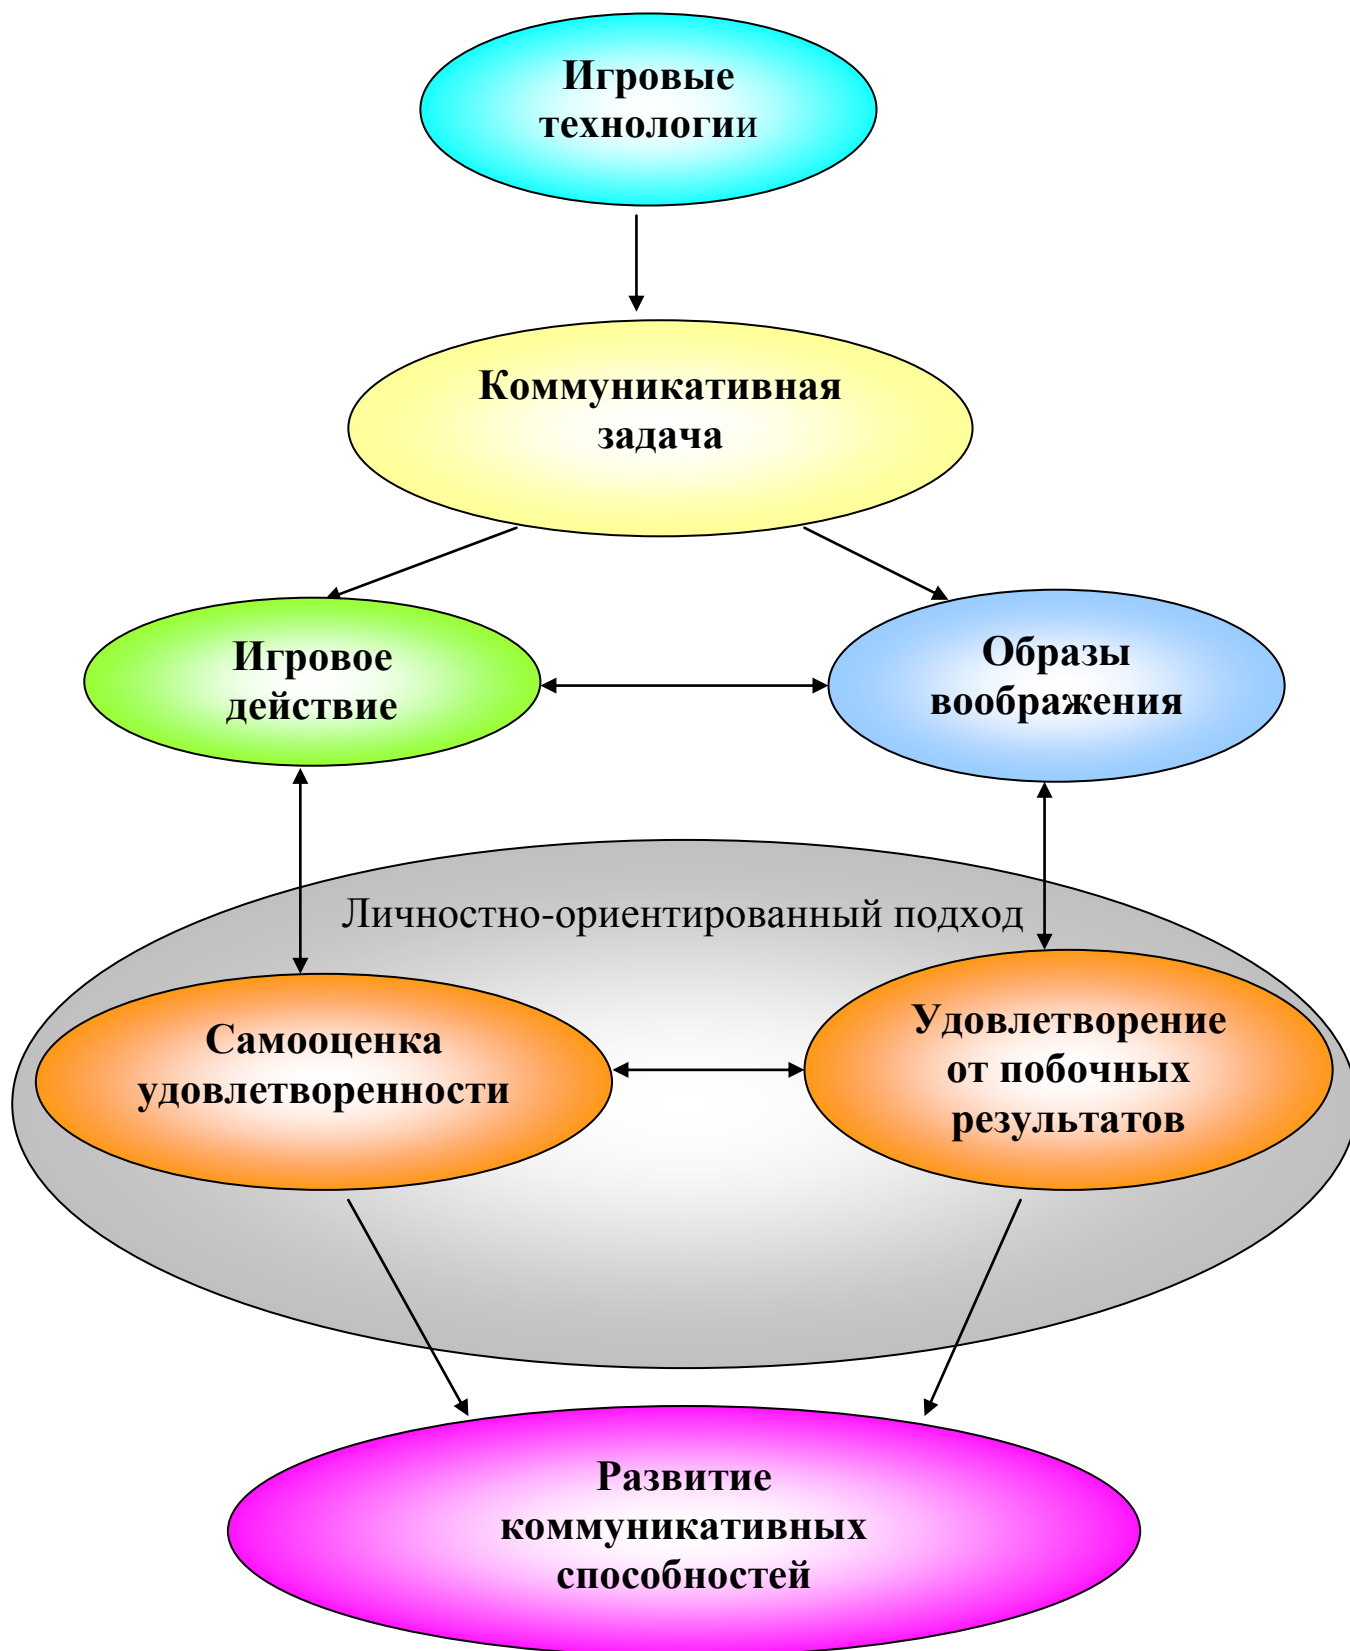 Игровые
технологии
Коммуникативная
задача
Игровое
действие
Образы
воображения
Личностно-ориентированный подход
Самооценка
удовлетворенности
Удовлетворение
от побочных
результатов
Развитие
коммуникативных
способностей